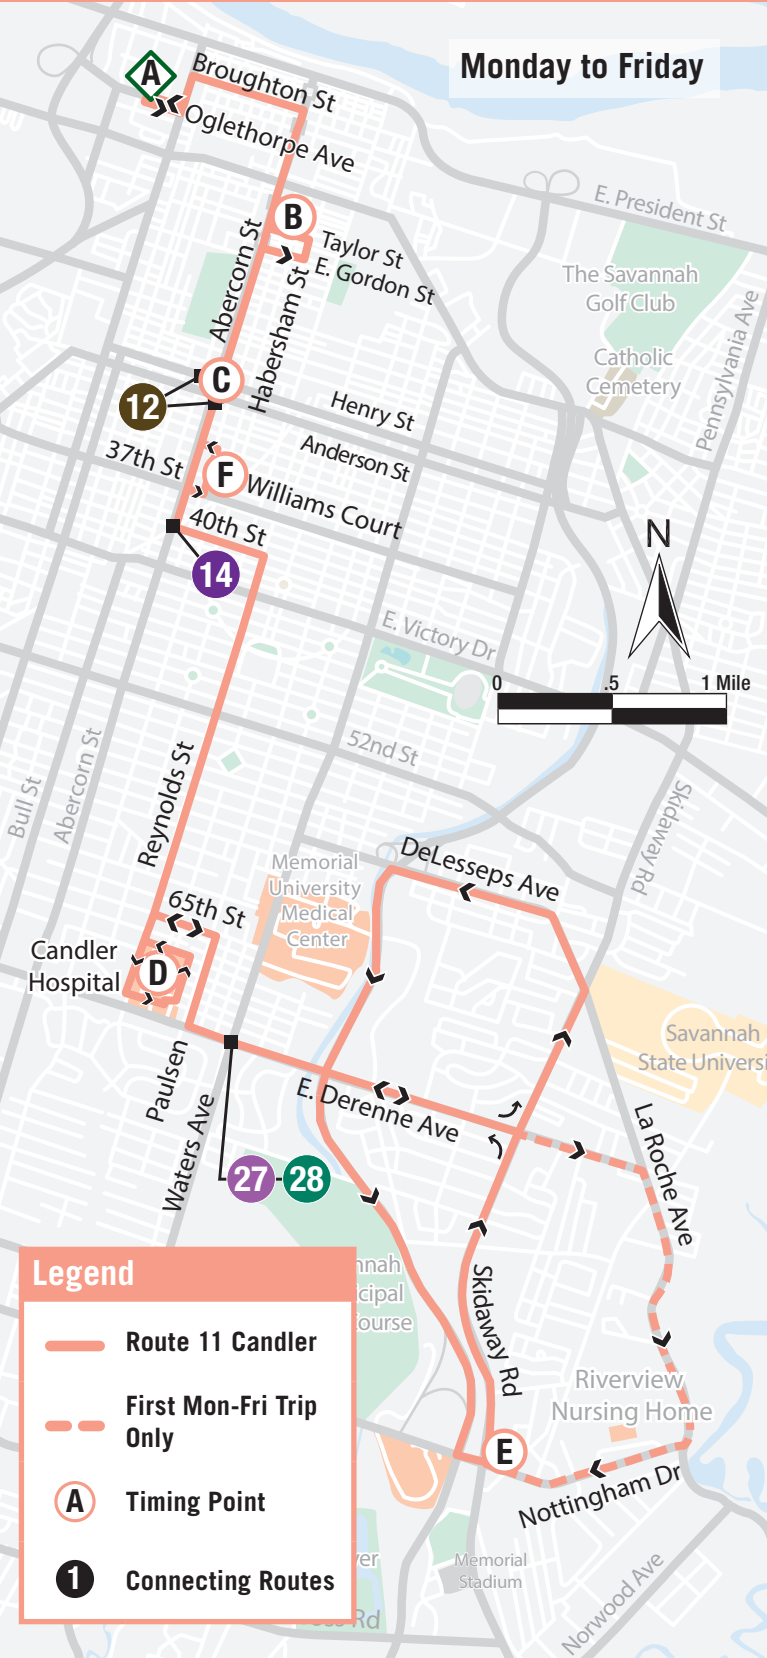 Monday to Friday
A
Broughton St
Oglethorpe Ave
E. President St
B
Taylor St
E. Gordon St
Abercorn St
Habersham St
The Savannah
Golf Club
Catholic
Cemetery
Pennsylvania Ave
C
12
Henry St
Anderson St
37th St
F
Williams Court
40th St
14
N
0 .5 1 Mile
E. Victory Dr
52nd St
Bull St
Abercorn St
Reynolds St
Skidaway Rd
DeLesseps Ave
Memorial
University
Medical
Center
65th St
Candler
Hospital
D
Savannah
State Universi
Paulsen
Waters Ave
E. Derenne Ave
La Roche Ave
27
28
nnah
icipal
ourse
Skidaway Rd
Riverview
Nursing Home
E
Nottingham Dr
Memorial
Stadium
Norwood Ave
ver
Rd
Legend
Route 11 Candler
First Mon-Fri Trip
Only
A
Timing Point
1
Connecting Routes